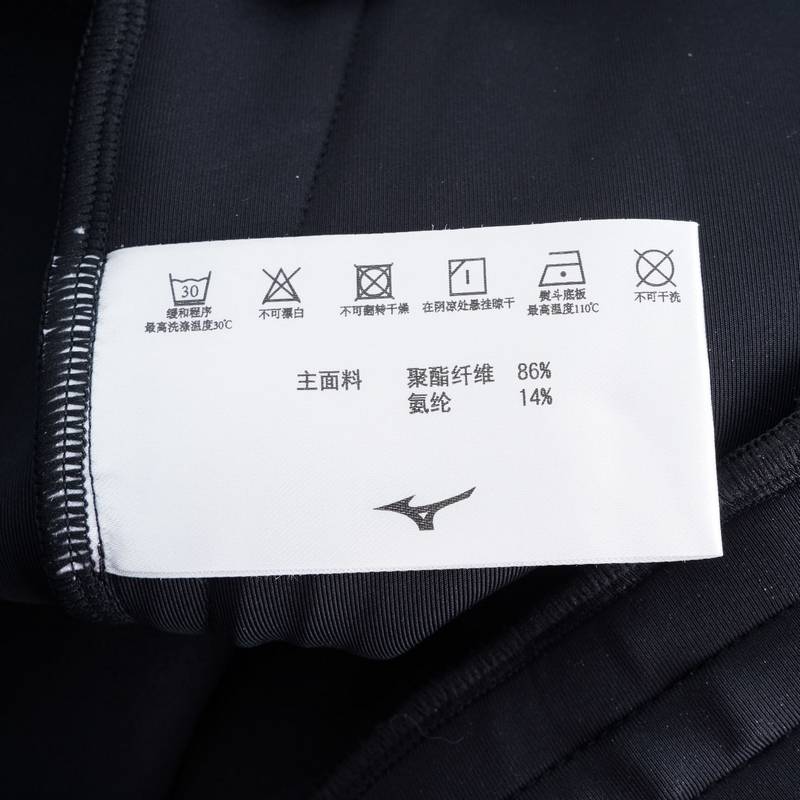 30
缓和程序
最高洗涤温度30℃
不可漂白
不可翻转干燥
在阴凉处悬挂晾干
熨斗底板
最高温度110℃
不可干洗
主面料 聚酯纤维 86%
氨纶 14%